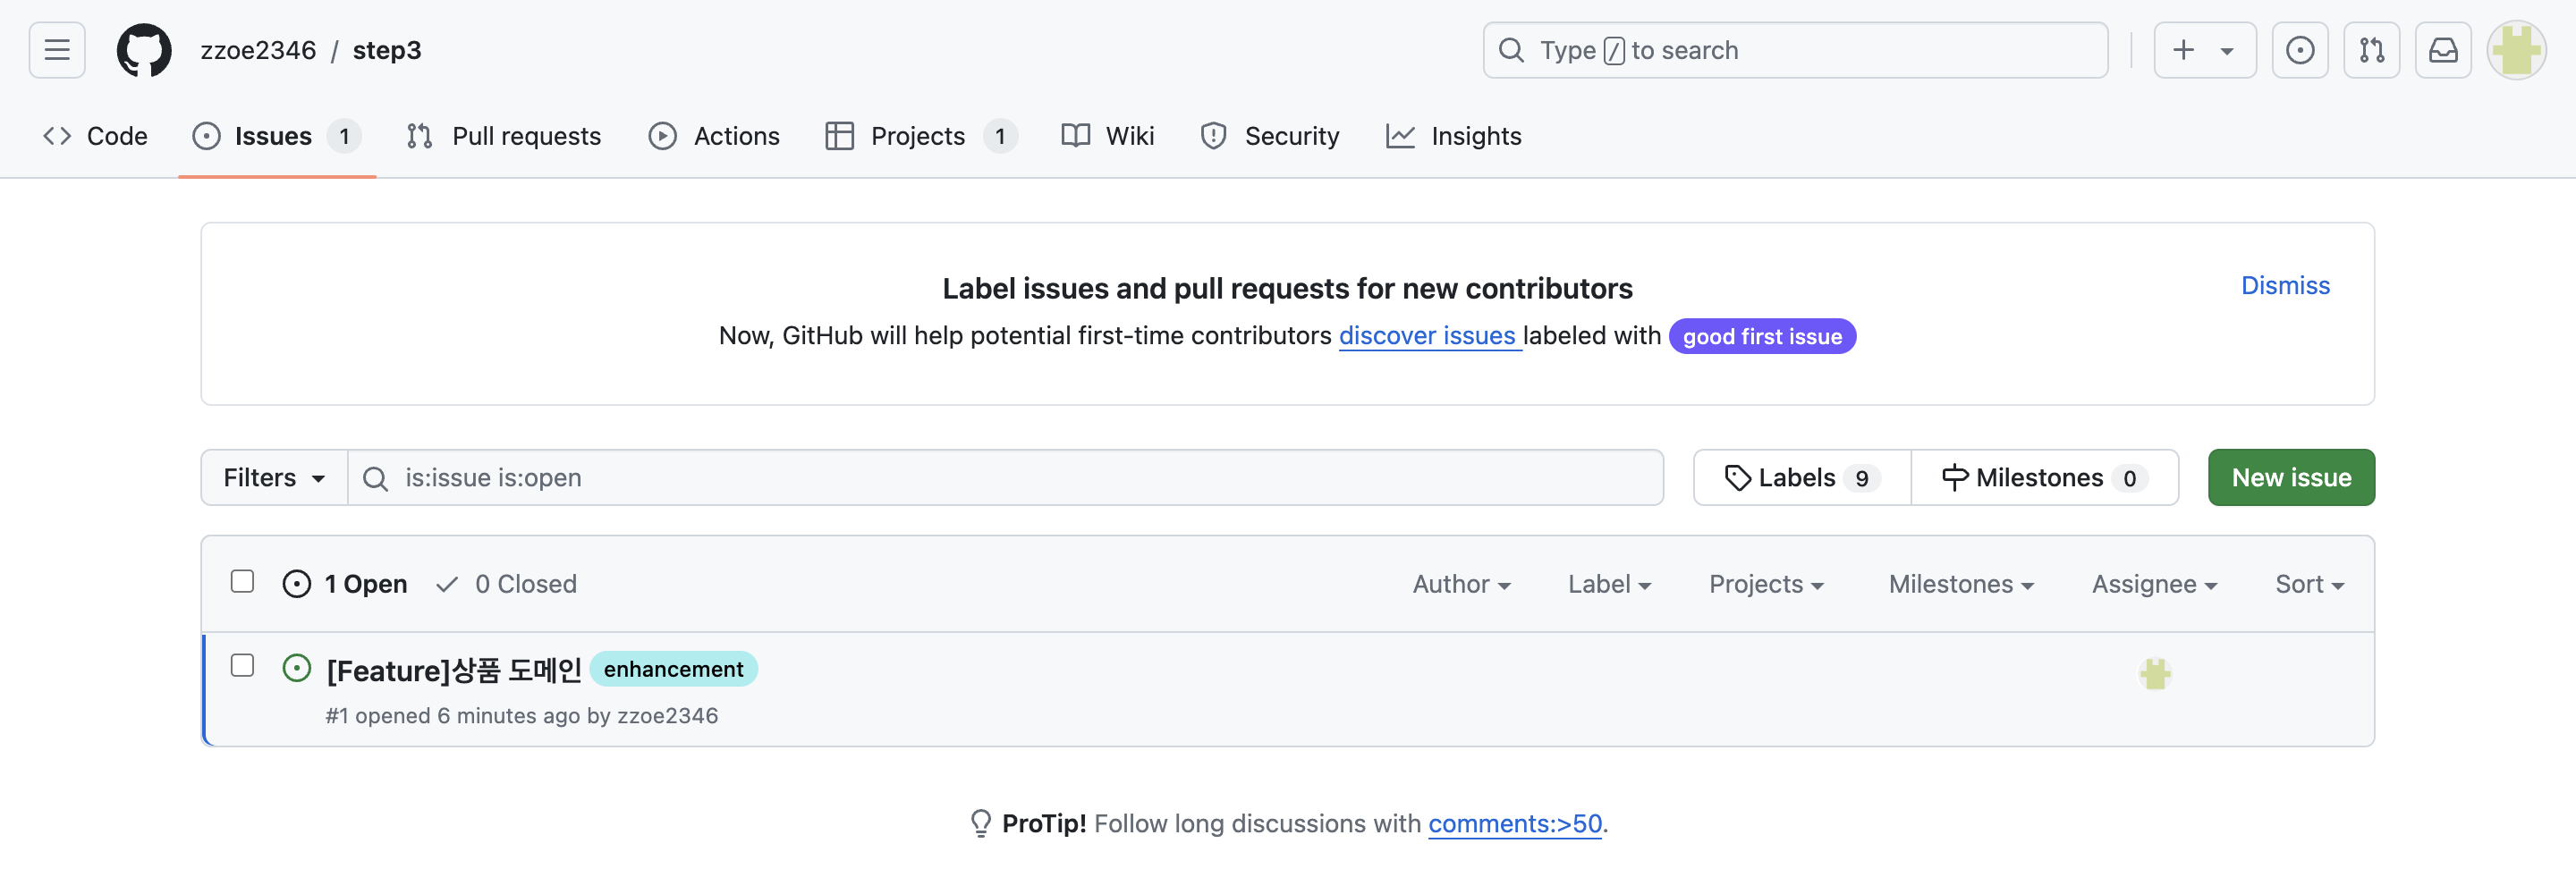 zzoe2346 / step3
Type / to search
Code Issues 1 Pull requests Actions Projects 1 Wiki Security Insights
Label issues and pull requests for new contributors
Dismiss
Now, GitHub will help potential first-time contributors discover issues labeled with good first issue
Filters is:issue is:open Labels 9 Milestones 0 New issue
1 Open 0 Closed Author Label Projects Milestones Assignee Sort
[Feature]상품 도메인 enhancement
#1 opened 6 minutes ago by zzoe2346
ProTip! Follow long discussions with comments:>50.